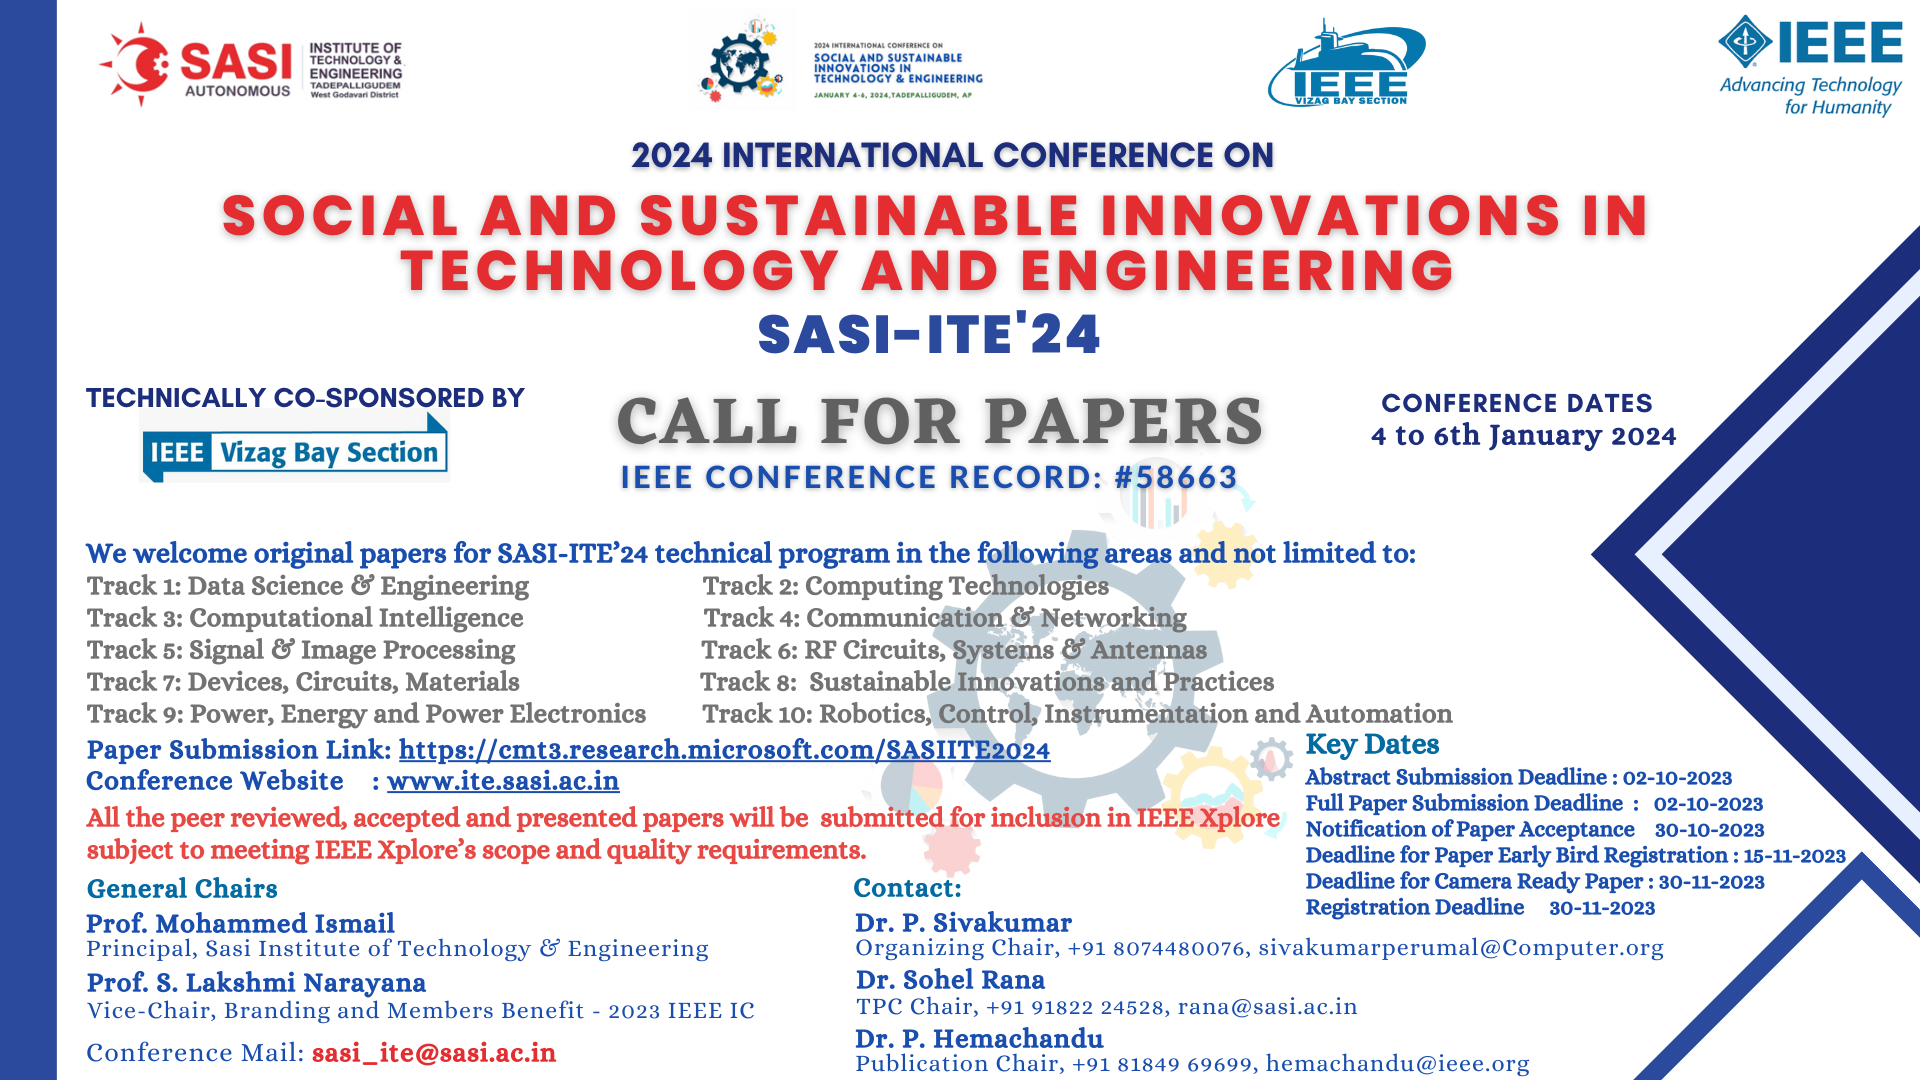 SASI
AUTONOMOUS
INSTITUTE OF
TECHNOLOGY &
ENGINEERING
TADEPALLIGUDEM
West Godavari District
2024 INTERNATIONAL CONFERENCE ON
SOCIAL AND SUSTAINABLE
INNOVATIONS IN
TECHNOLOGY & ENGINEERING
JANUARY 4-6, 2024,TADEPALLIGUDEM, AP
IEEE
VIZAG BAY SECTION
IEEE
Advancing Technology
for Humanity
2024 INTERNATIONAL CONFERENCE ON
SOCIAL AND SUSTAINABLE INNOVATIONS IN
TECHNOLOGY AND ENGINEERING
SASI-ITE'24
TECHNICALLY CO-SPONSORED BY
IEEE Vizag Bay Section
CALL FOR PAPERS
IEEE CONFERENCE RECORD: #58663
CONFERENCE DATES
4 to 6th January 2024
We welcome original papers for SASI-ITE’24 technical program in the following areas and not limited to:
Track 1: Data Science & Engineering Track 2: Computing Technologies
Track 3: Computational Intelligence Track 4: Communication & Networking
Track 5: Signal & Image Processing Track 6: RF Circuits, Systems & Antennas
Track 7: Devices, Circuits, Materials Track 8: Sustainable Innovations and Practices
Track 9: Power, Energy and Power Electronics Track 10: Robotics, Control, Instrumentation and Automation
Paper Submission Link: https://cmt3.research.microsoft.com/SASIITE2024
Conference Website : www.ite.sasi.ac.in
All the peer reviewed, accepted and presented papers will be submitted for inclusion in IEEE Xplore
subject to meeting IEEE Xplore’s scope and quality requirements.
Key Dates
Abstract Submission Deadline : 02-10-2023
Full Paper Submission Deadline : 02-10-2023
Notification of Paper Acceptance 30-10-2023
Deadline for Paper Early Bird Registration : 15-11-2023
Deadline for Camera Ready Paper : 30-11-2023
Registration Deadline 30-11-2023
General Chairs
Prof. Mohammed Ismail
Principal, Sasi Institute of Technology & Engineering
Prof. S. Lakshmi Narayana
Vice-Chair, Branding and Members Benefit - 2023 IEEE IC
Conference Mail: sasi_ite@sasi.ac.in
Contact:
Dr. P. Sivakumar
Organizing Chair, +91 8074480076, sivakumarperumal@Computer.org
Dr. Sohel Rana
TPC Chair, +91 91822 24528, rana@sasi.ac.in
Dr. P. Hemachandu
Publication Chair, +91 81849 69699, hemachandu@ieee.org